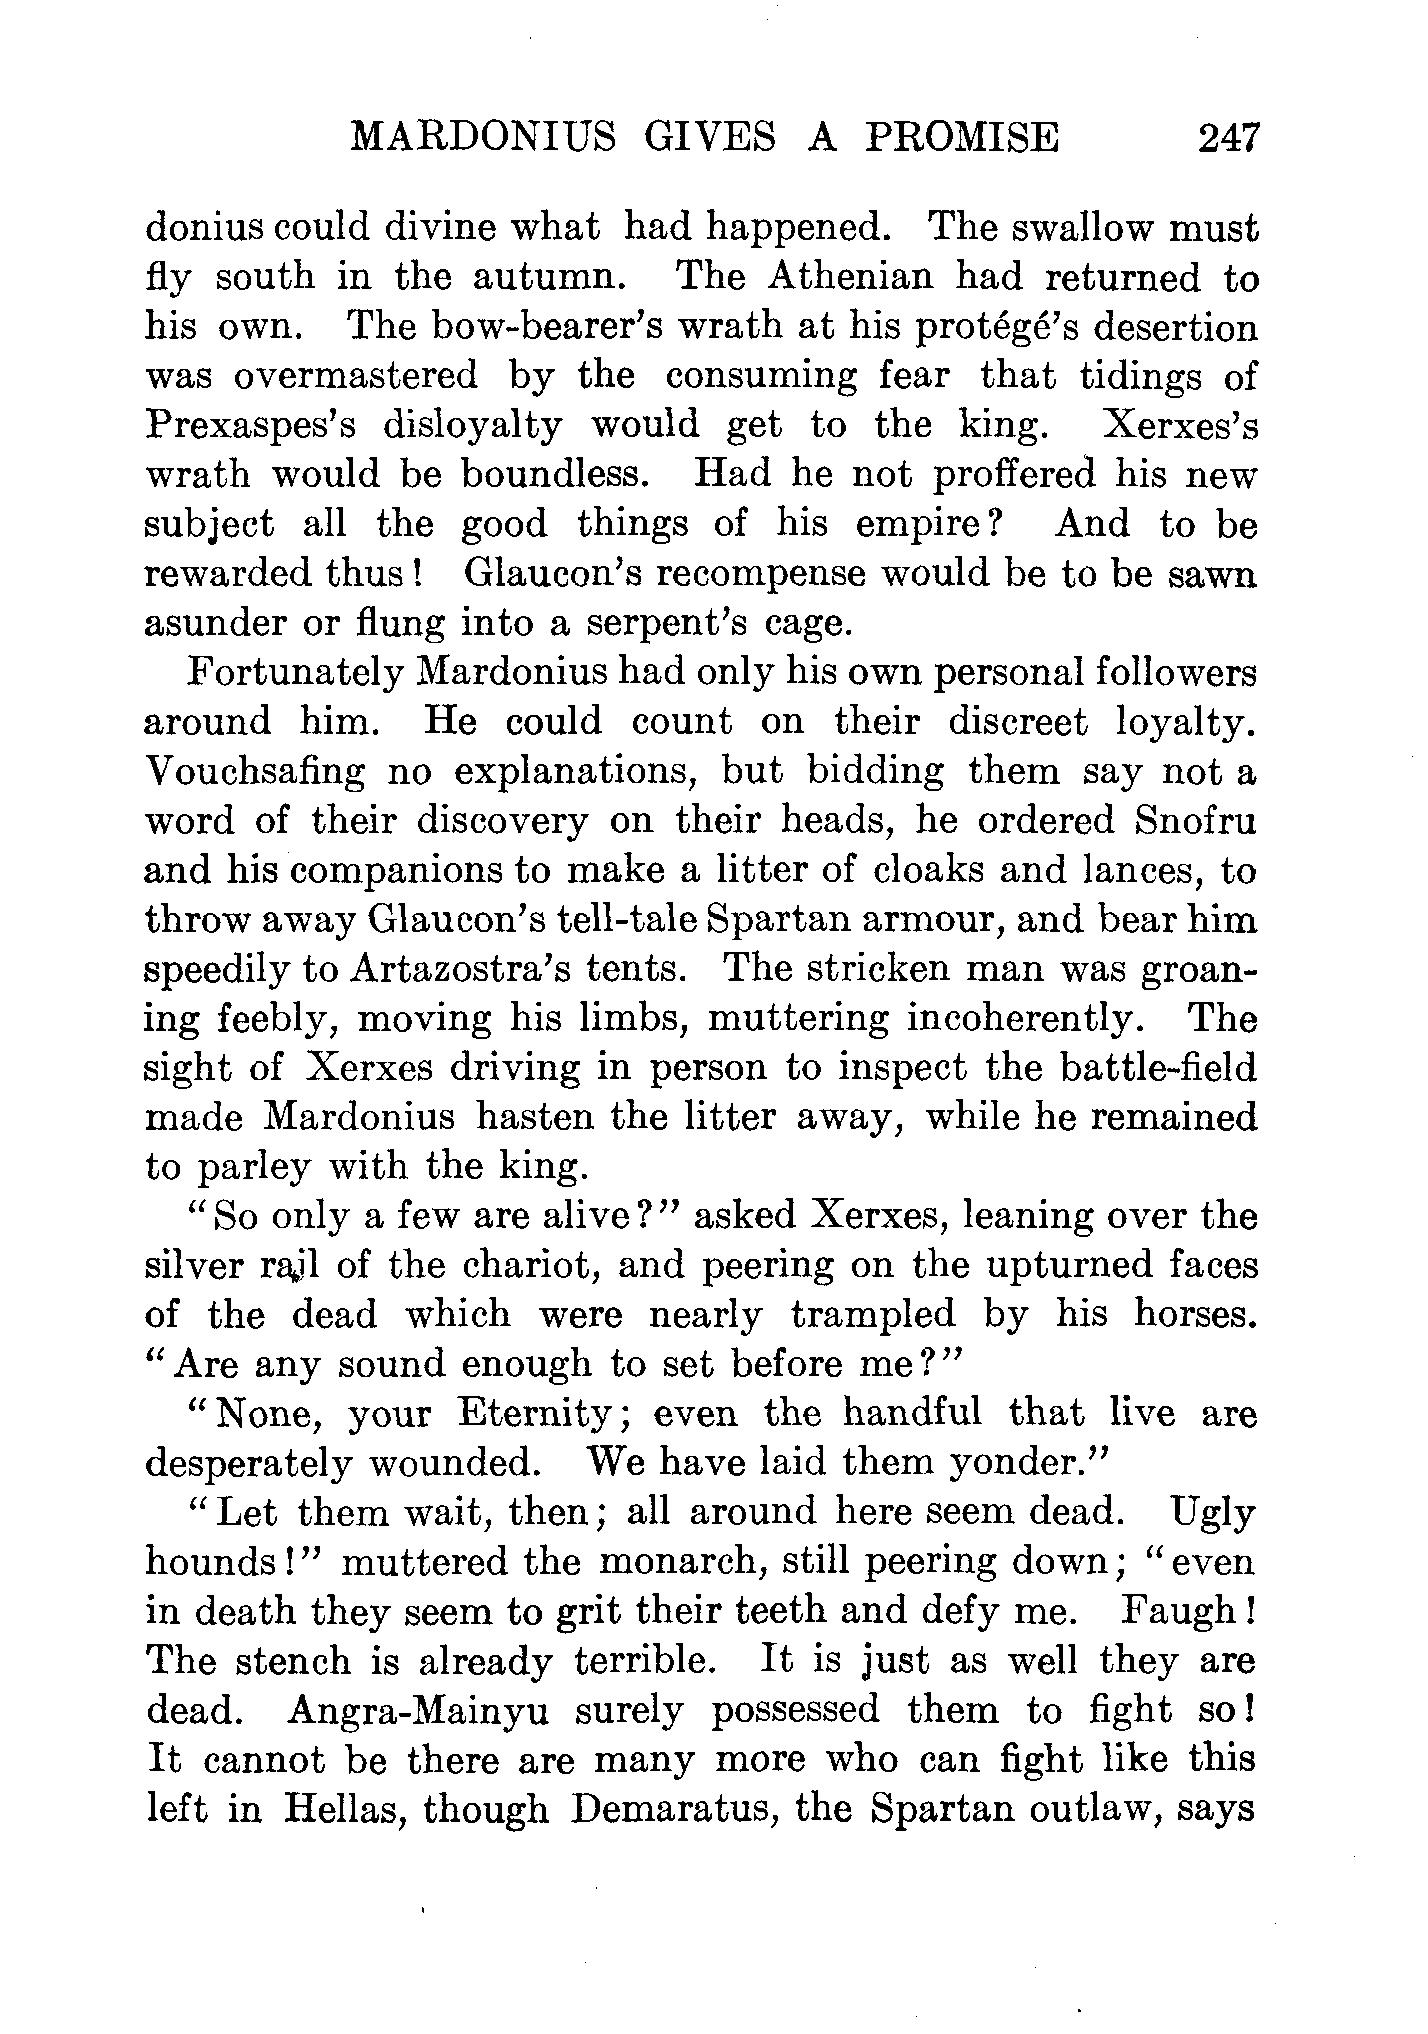 MARDONIUS GIVES A PROMISE 247
donius could divine what had happened. The swallow must
fly south in the autumn. The Athenian had returned to
his own. The bow-bearer's wrath at his protégé's desertion
was overmastered by the consuming fear that tidings of
Prexaspes's disloyalty would get to the king. Xerxes's
wrath would be boundless. Had he not proffered his new
subject all the good things of his empire? And to be
rewarded thus! Glaucon's recompense would be to be sawn
asunder or flung into a serpent's cage.
Fortunately Mardonius had only his own personal followers
around him. He could count on their discreet loyalty.
Vouchsafing no explanations, but bidding them say not a
word of their discovery on their heads, he ordered Snofru
and his companions to make a litter of cloaks and lances, to
throw away Glaucon's tell-tale Spartan armour, and bear him
speedily to Artazostra's tents. The stricken man was groan-
ing feebly, moving his limbs, muttering incoherently. The
sight of Xerxes driving in person to inspect the battle-field
made Mardonius hasten the litter away, while he remained
to parley with the king.
"So only a few are alive?" asked Xerxes, leaning over the
silver rail of the chariot, and peering on the upturned faces
of the dead which were nearly trampled by his horses.
"Are any sound enough to set before me?"
"None, your Eternity; even the handful that live are
desperately wounded. We have laid them yonder."
"Let them wait, then; all around here seem dead. Ugly
hounds!" muttered the monarch, still peering down; "even
in death they seem to grit their teeth and defy me. Faugh!
The stench is already terrible. It is just as well they are
dead. Angra-Mainyu surely possessed them to fight so!
It cannot be there are many more who can fight like this
left in Hellas, though Demaratus, the Spartan outlaw, says